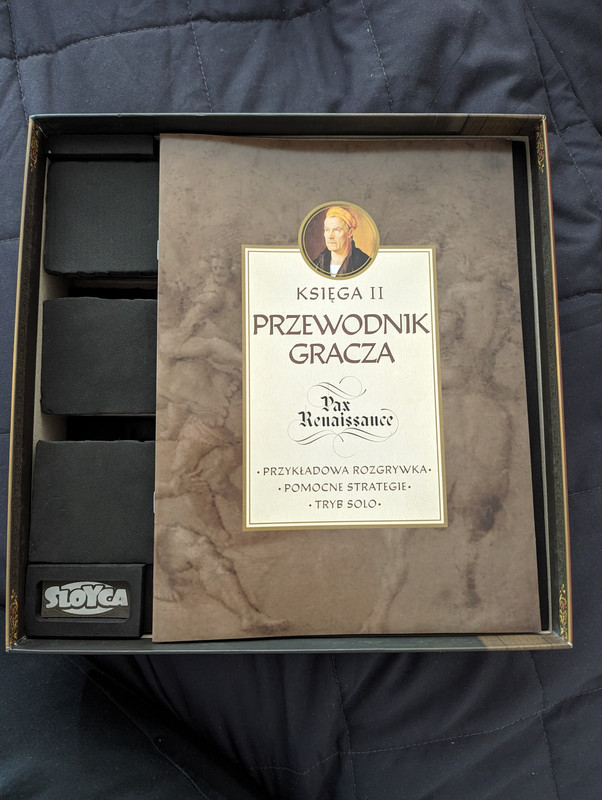 KSIĘGA II
PRZEWODNIK
GRACZA
Pax
Renaissance
•PRZYKŁADOWA ROZGRYWKA•
•POMOCNE STRATEGIE•
•TRYB SOLO•
SLOYCA